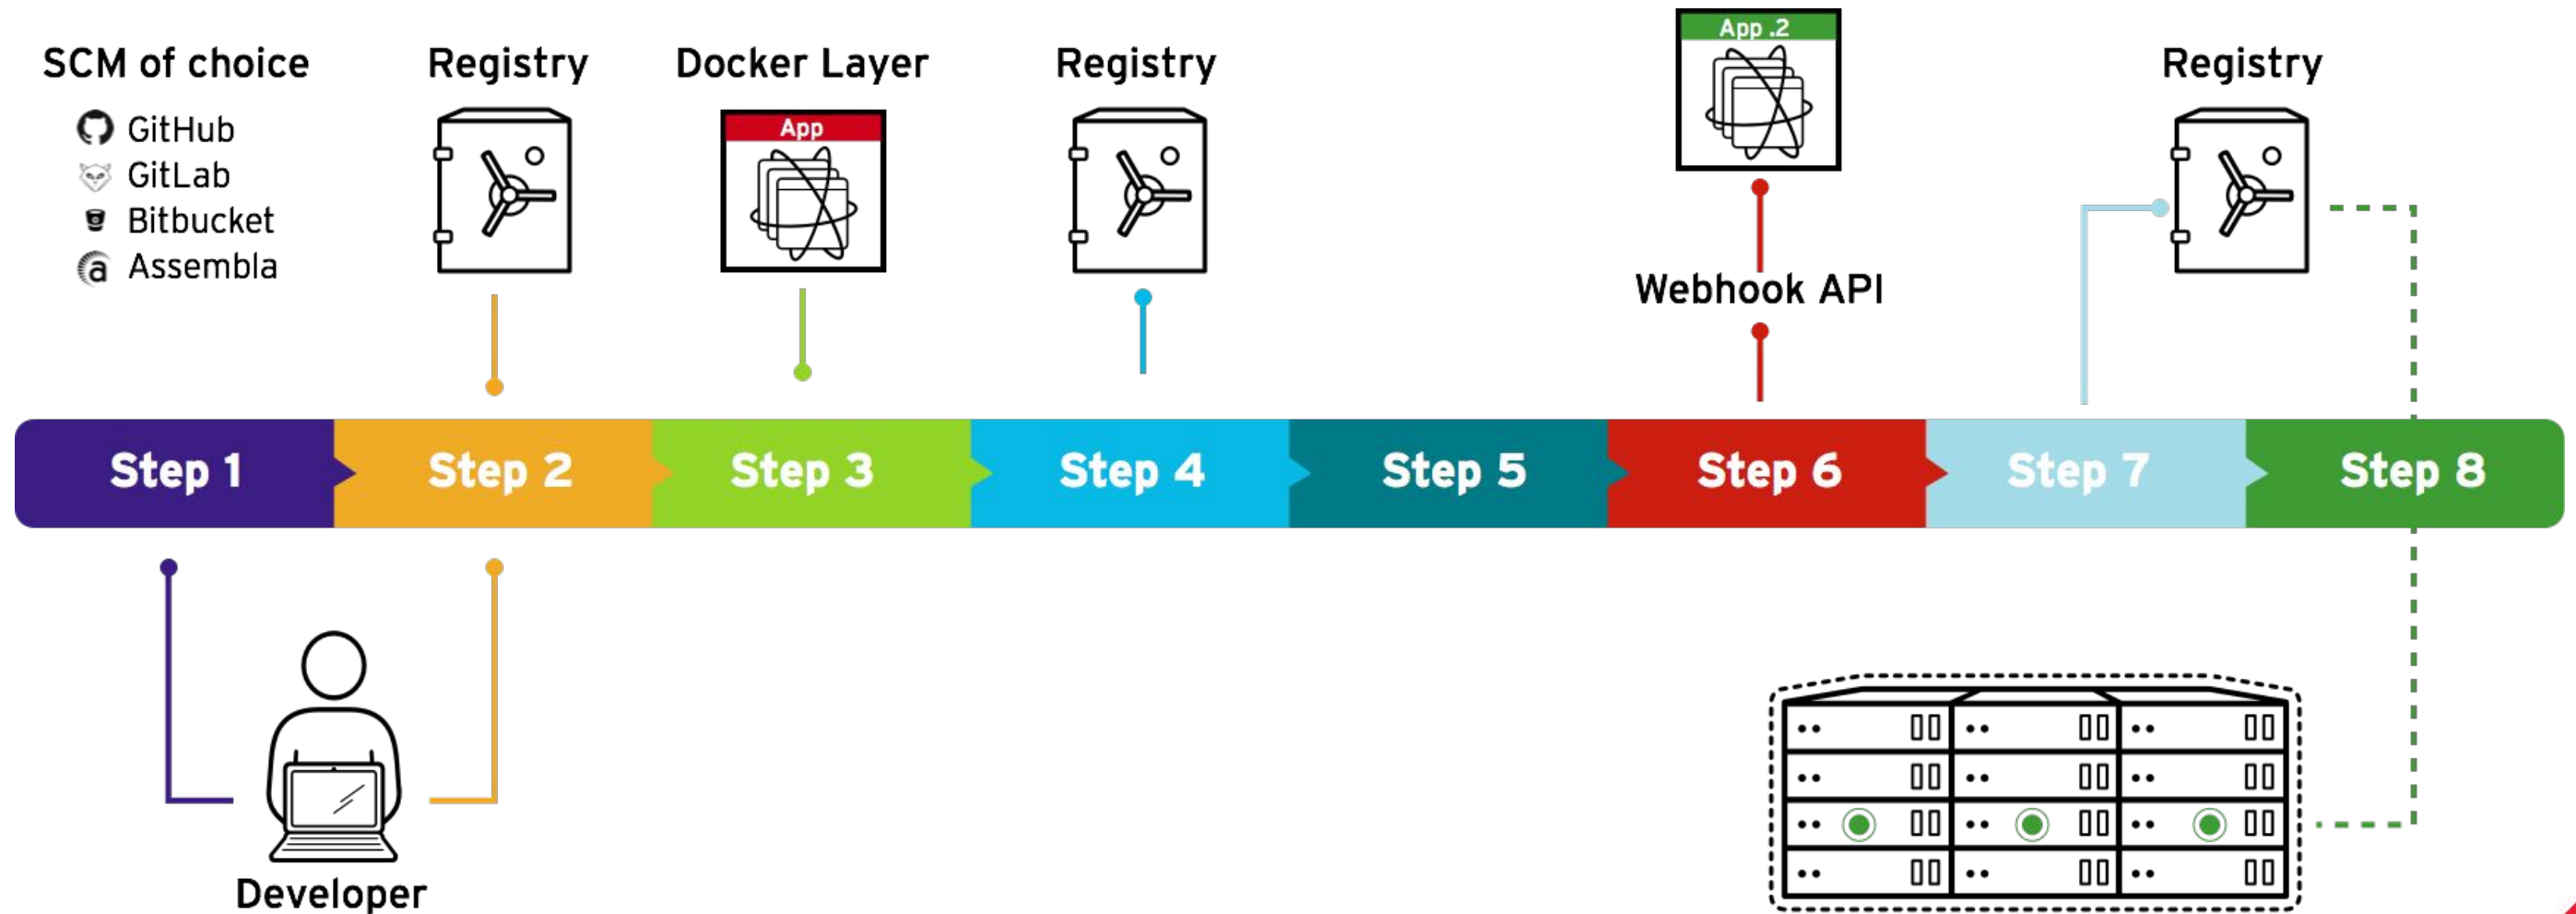 SCM of choice
GitHub
GitLab
Bitbucket
Assembla
Registry
Docker Layer
App
Registry
App .2
Webhook API
Registry
Step 1
Step 2
Step 3
Step 4
Step 5
Step 6
Step 7
Step 8
Developer